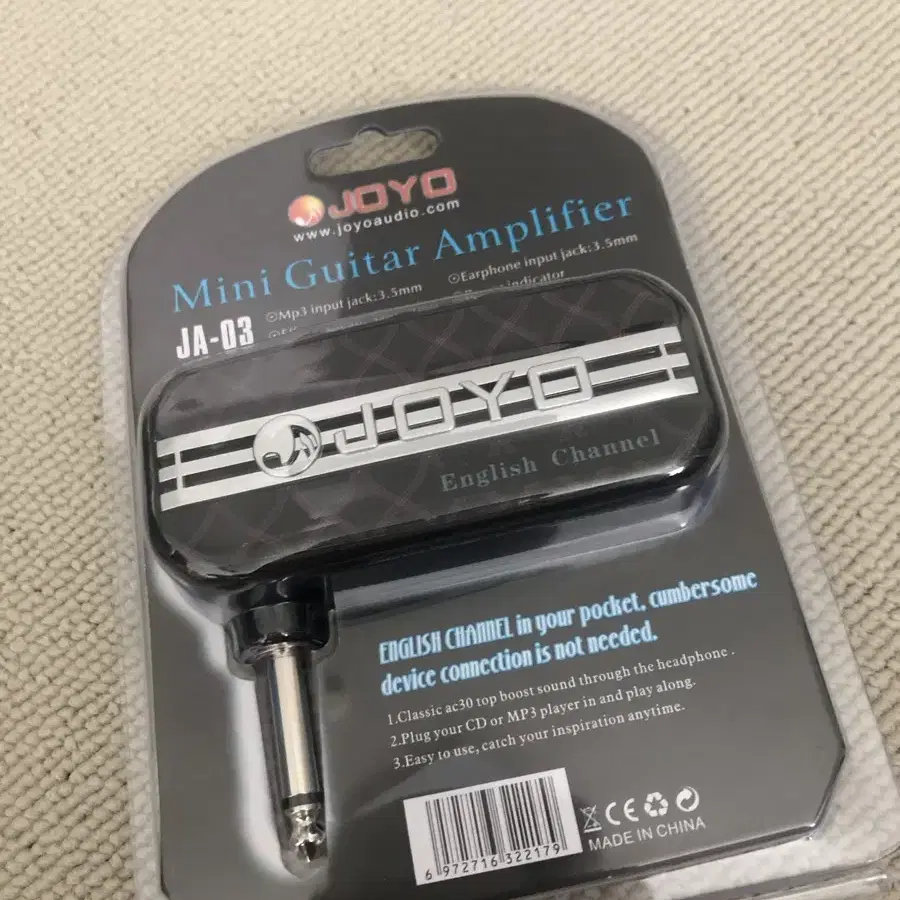 JOYO
www.joyoaudio.com
Mini Guitar Amplifier
JA-03
⊙Mp3 input jack:3.5mm
⊙Earphone input jack:3.5mm
indicator
JOYO
English Channel
ENGLISH CHANNEL in your pocket, cumbersome
device connection is not needed.
1.Classic ac30 top boost sound through the headphone .
2.Plug your CD or MP3 player in and play along.
3.Easy to use, catch your inspiration anytime.
6 972716 322179
CE
MADE IN CHINA